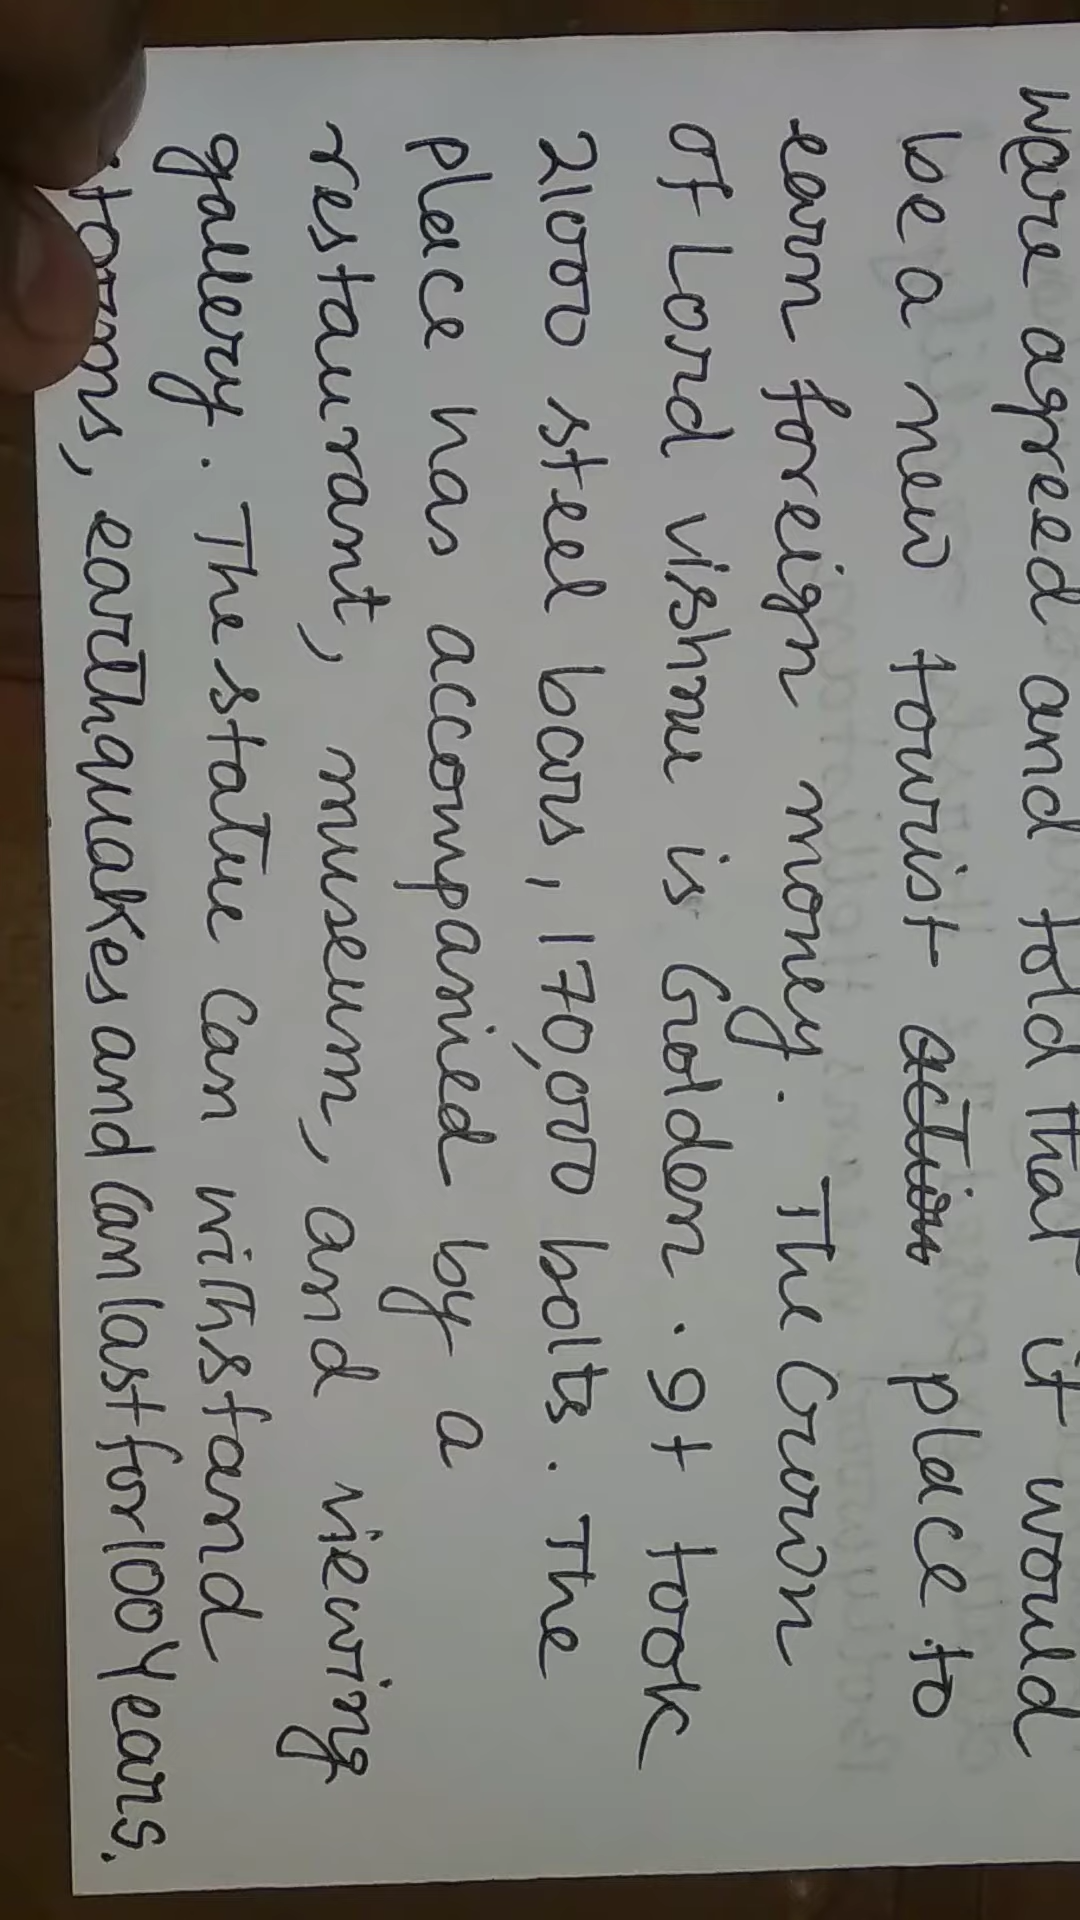 were agreed and told that it would
be a new tourist action place to
earn foreign money. The Crown
of Lord vishnu is Golden. It took
21000 steel bars, 170,000 bolts. The
place has accompanied by a
restaurant, museum, and viewing
gallery. The statue Can withstand
earthquakes and Can last for 100 Years.